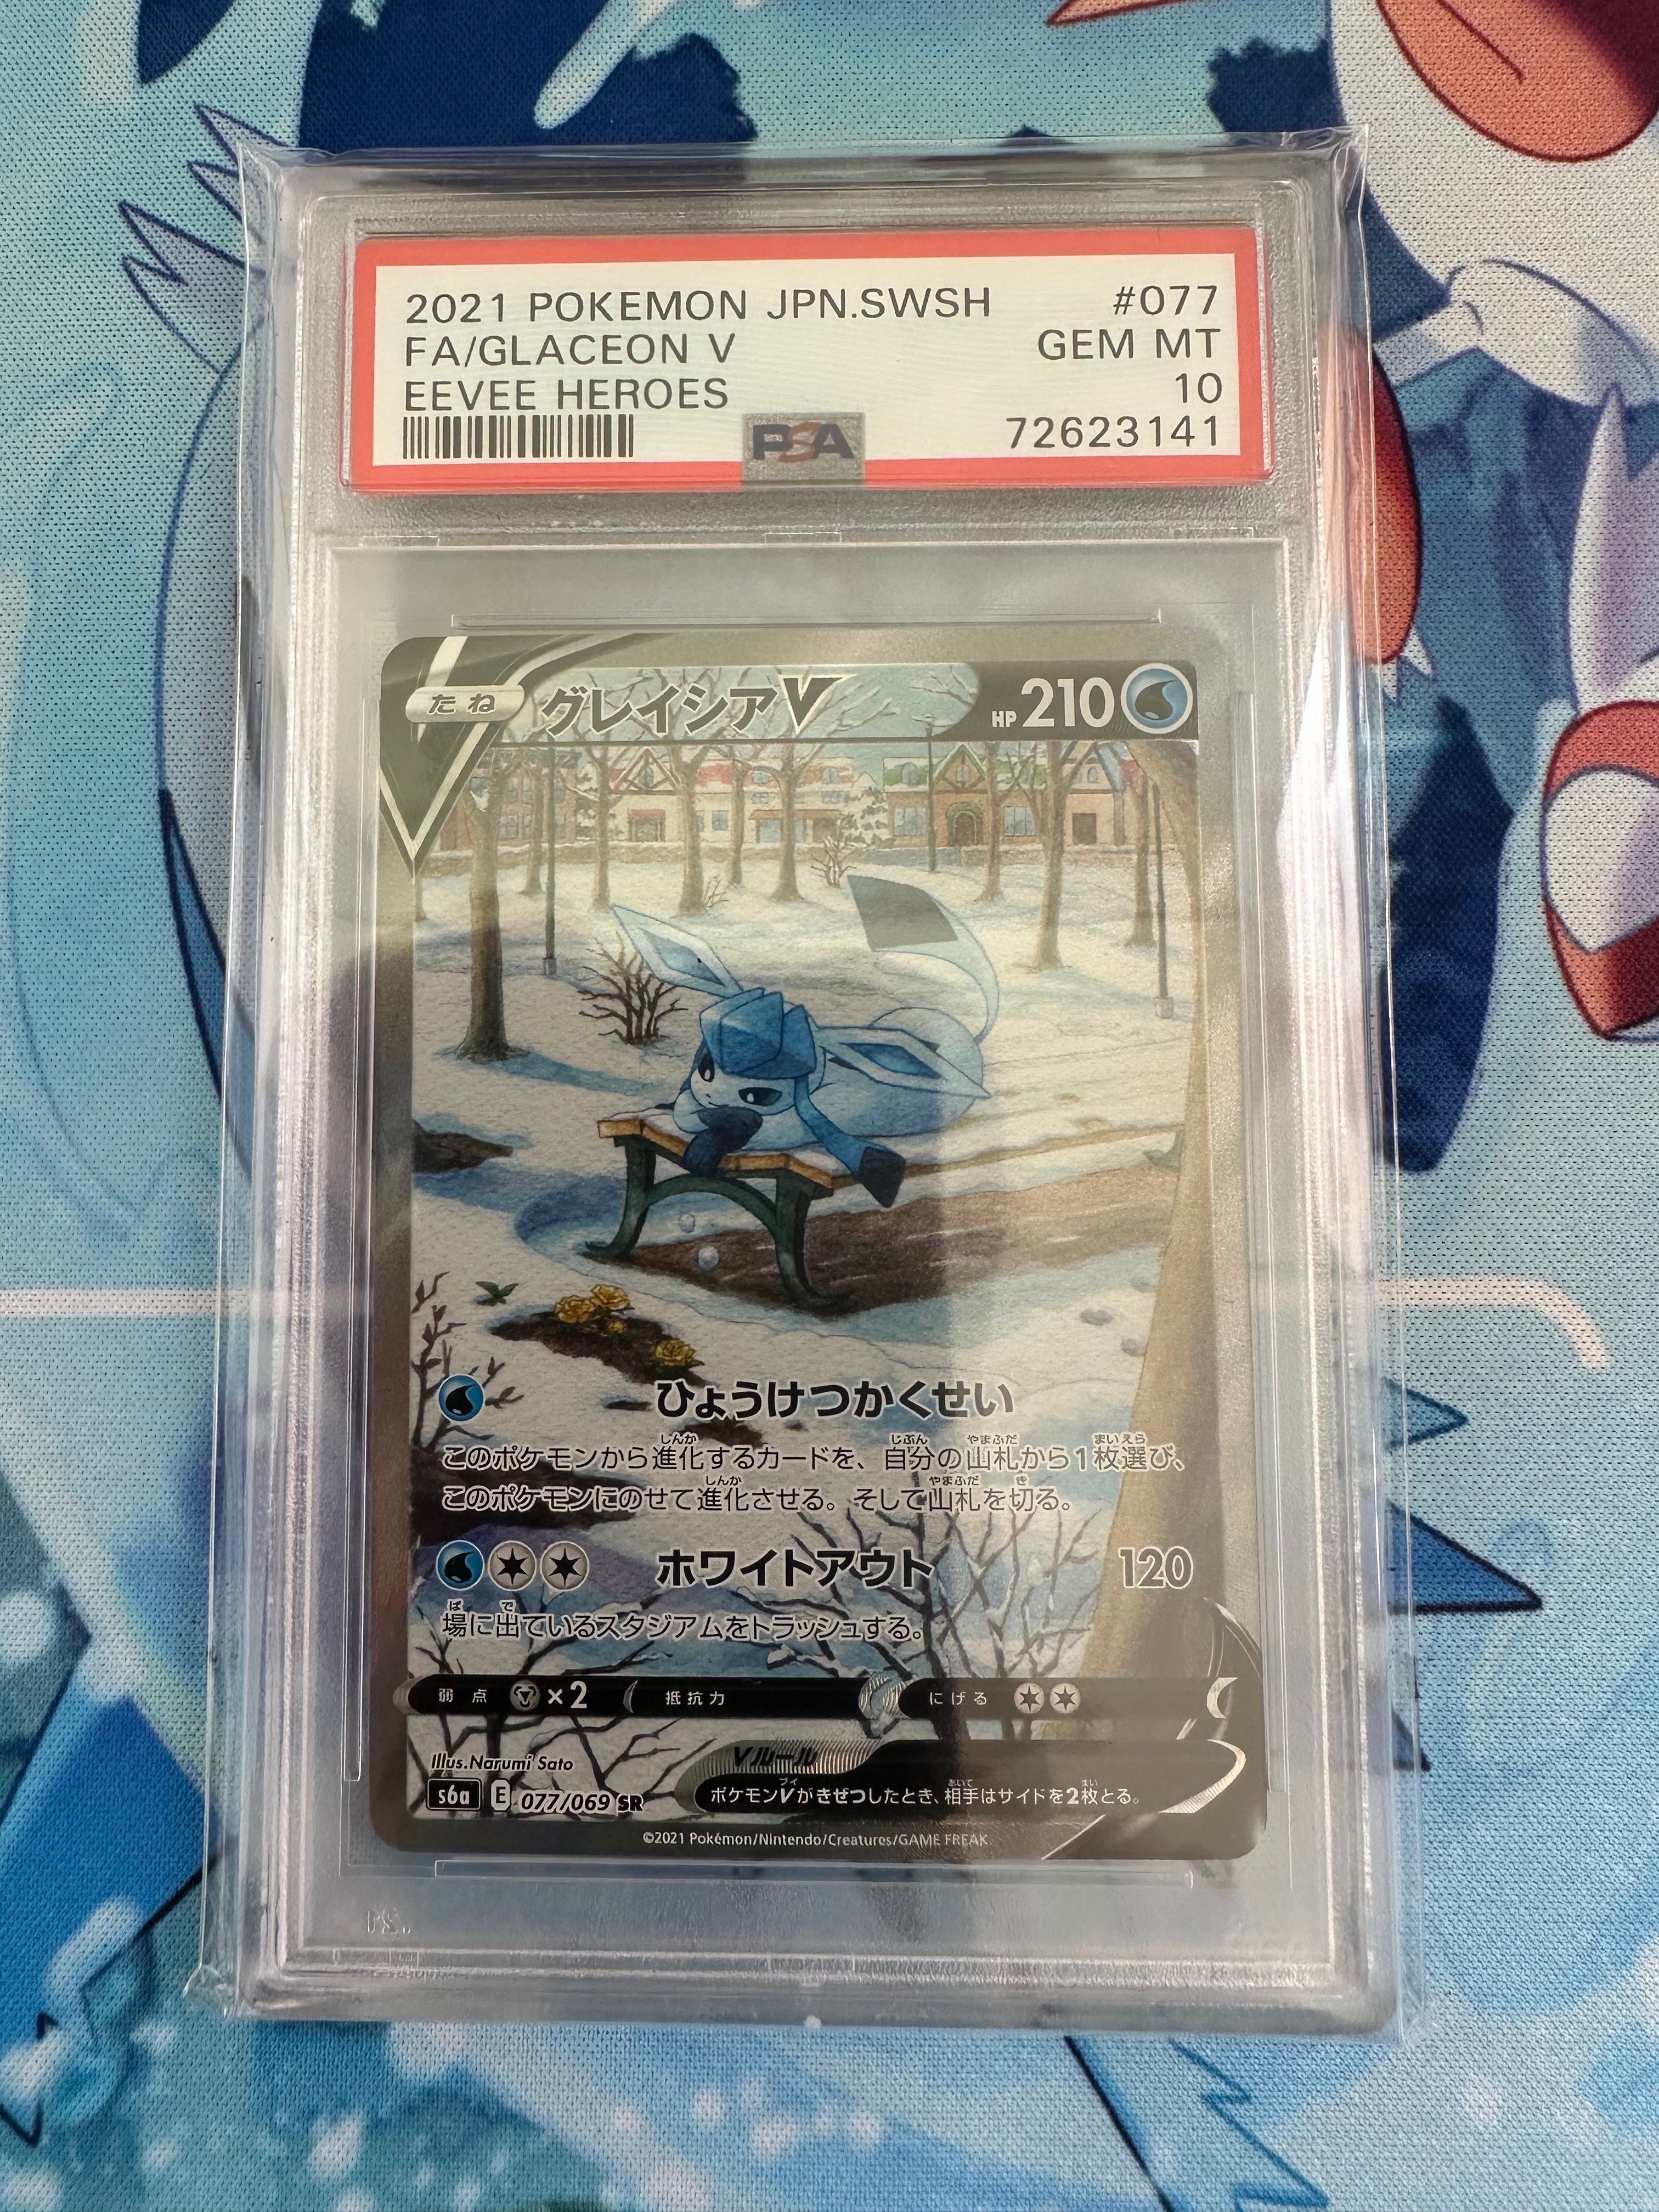 2021 POKEMON JPN.SWSH #077
FA/GLACEON V GEM MT
EEVEE HEROES 10
PSA 72623141
たね グレイシアV HP210
ひょうけつかくせい
このポケモンから進化するカードを、自分の山札から1枚選び、
このポケモンにのせて進化させる。そして山札を切る。
ホワイトアウト 120
場に出ているスタジアムをトラッシュする。
弱点 ×2 抵抗力 にげる
Illus. Narumi Sato
Vルール
s6a E 077/069 SR ポケモンVがきぜつしたとき、相手はサイドを2枚とる。
©2021 Pokémon/Nintendo/Creatures/GAME FREAK